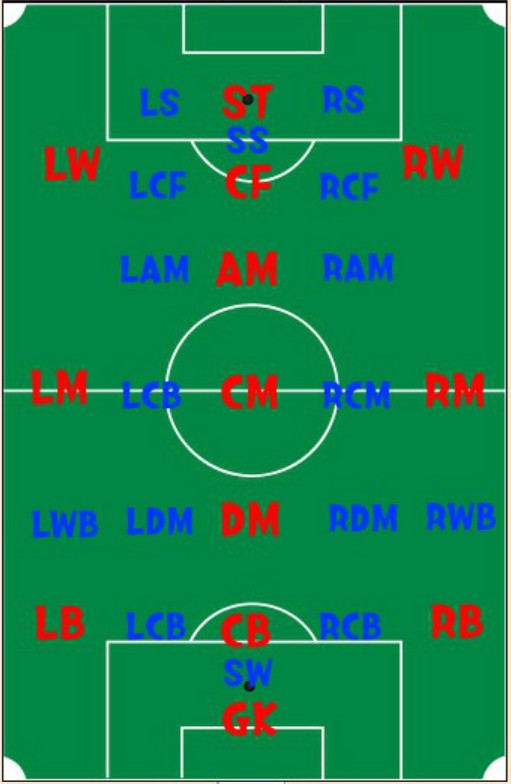 LS ST RS
SS
LW RW
LCF CF RCF
LAM AM RAM
LM LCB CM RCM RM
LWB LDM DM RDM RWB
LB LCB CB RCB RB
SW
GK